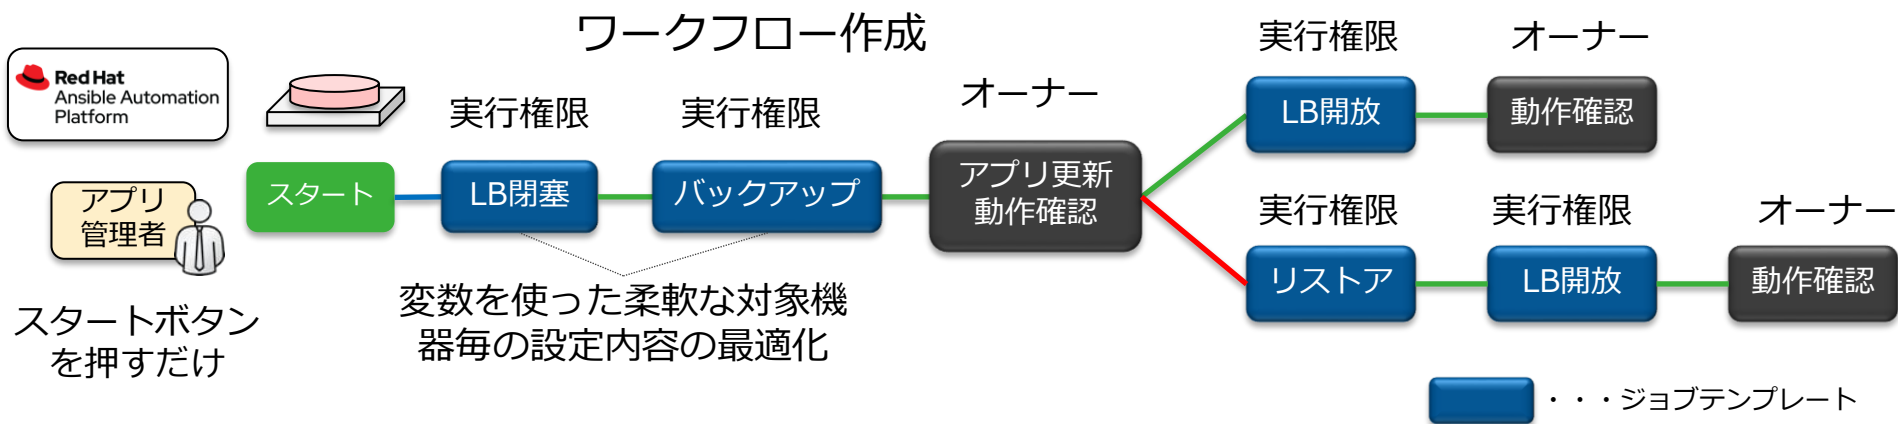 ワークフロー作成
Red Hat
Ansible Automation
Platform
アプリ
管理者
スタートボタン
を押すだけ
スタート
実行権限
LB閉塞
実行権限
バックアップ
変数を使った柔軟な対象機
器毎の設定内容の最適化
オーナー
アプリ更新
動作確認
実行権限
LB開放
オーナー
動作確認
実行権限
リストア
実行権限
LB開放
オーナー
動作確認
・・・ジョブテンプレート